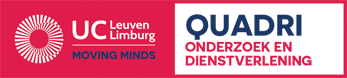 UC Leuven
Limburg
MOVING MINDS
QUADRI
ONDERZOEK EN
DIENSTVERLENING